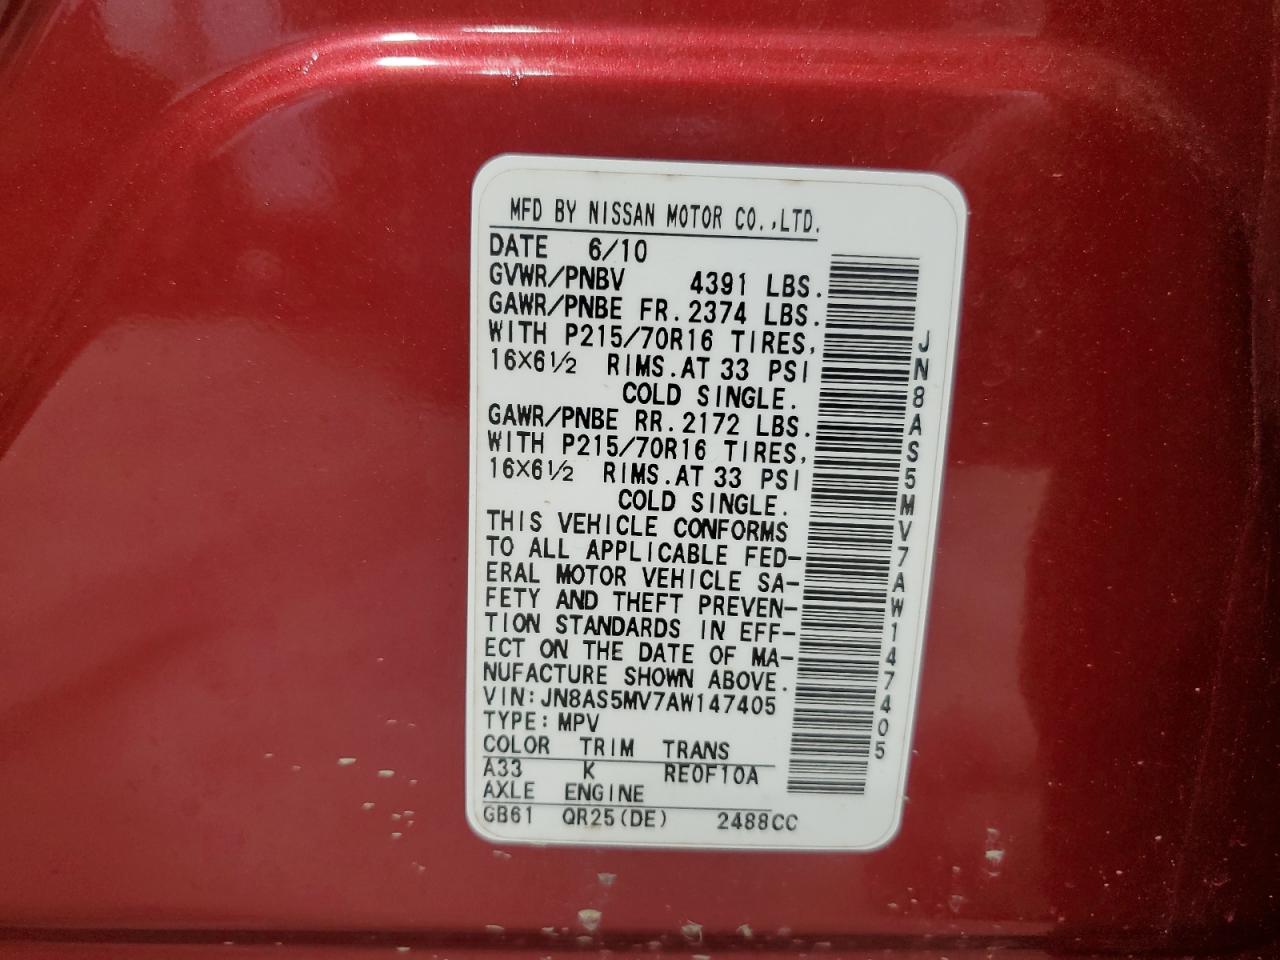 MFD BY NISSAN MOTOR CO.,LTD.
DATE 6/10
GVWR/PNBV 4391 LBS.
GAWR/PNBE FR.2374 LBS.
WITH P215/70R16 TIRES,
16X6½ RIMS.AT 33 PSI
COLD SINGLE.
GAWR/PNBE RR.2172 LBS.
WITH P215/70R16 TIRES,
16X6½ RIMS.AT 33 PSI
COLD SINGLE.
THIS VEHICLE CONFORMS
TO ALL APPLICABLE FED-
ERAL MOTOR VEHICLE SA-
FETY AND THEFT PREVEN-
TION STANDARDS IN EFF-
ECT ON THE DATE OF MA-
NUFACTURE SHOWN ABOVE.
VIN:JN8AS5MV7AW147405
TYPE:MPV
COLOR TRIM TRANS
A33 K RE0F10A
AXLE ENGINE
GB61 QR25(DE) 2488CC
JN8AS5MV7AW147405